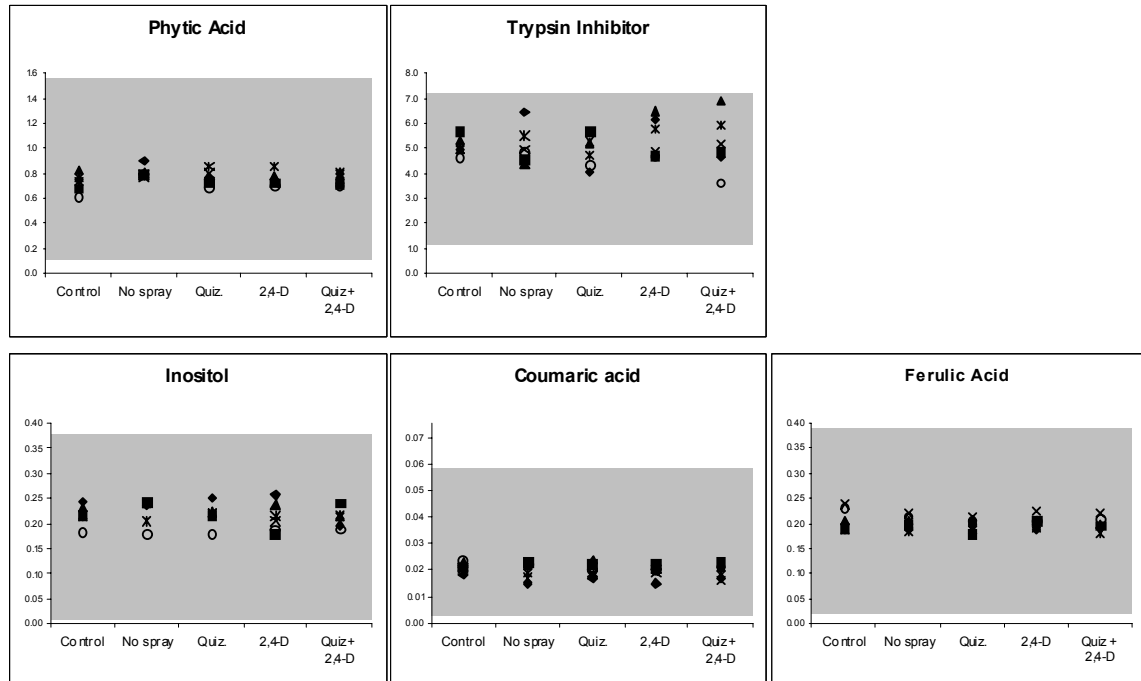 Phytic Acid
1.6
1.4
1.2
1.0
0.8
0.6
0.4
0.2
0.0
Control No spray Quiz. 2,4-D Quiz +
2,4-D
Trypsin Inhibitor
8.0
7.0
6.0
5.0
4.0
3.0
2.0
1.0
0.0
Control No spray Quiz. 2,4-D Quiz +
2,4-D
Inositol
0.40
0.35
0.30
0.25
0.20
0.15
0.10
0.05
0.00
Control No spray Quiz. 2,4-D Quiz +
2,4-D
Coumaric acid
0.07
0.06
0.05
0.04
0.03
0.02
0.01
0.00
Control No spray Quiz. 2,4-D Quiz +
2,4-D
Ferulic Acid
0.40
0.35
0.30
0.25
0.20
0.15
0.10
0.05
0.00
Control No spray Quiz. 2,4-D Quiz +
2,4-D